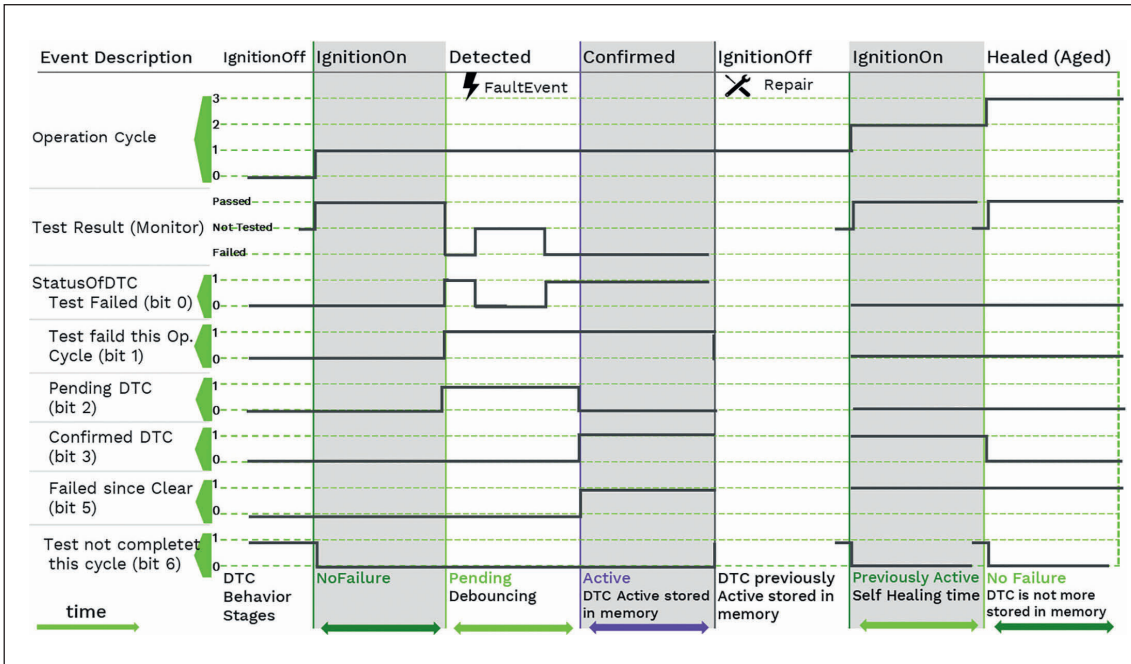 Event Description IgnitionOff IgnitionOn Detected Confirmed IgnitionOff IgnitionOn Healed (Aged)
FaultEvent Repair
Operation Cycle
3
2
1
0
Test Result (Monitor)
Passed
Not Tested
Failed
StatusOfDTC
Test Failed (bit 0)
1
0
Test faild this Op.
Cycle (bit 1)
1
0
Pending DTC
(bit 2)
1
0
Confirmed DTC
(bit 3)
1
0
Failed since Clear
(bit 5)
1
0
Test not completet
this cycle (bit 6)
1
0
time
DTC
Behavior
Stages
NoFailure
Pending
Debouncing
Active
DTC Active stored
in memory
DTC previously
Active stored in
memory
Previously Active
Self Healing time
No Failure
DTC is not more
stored in memory